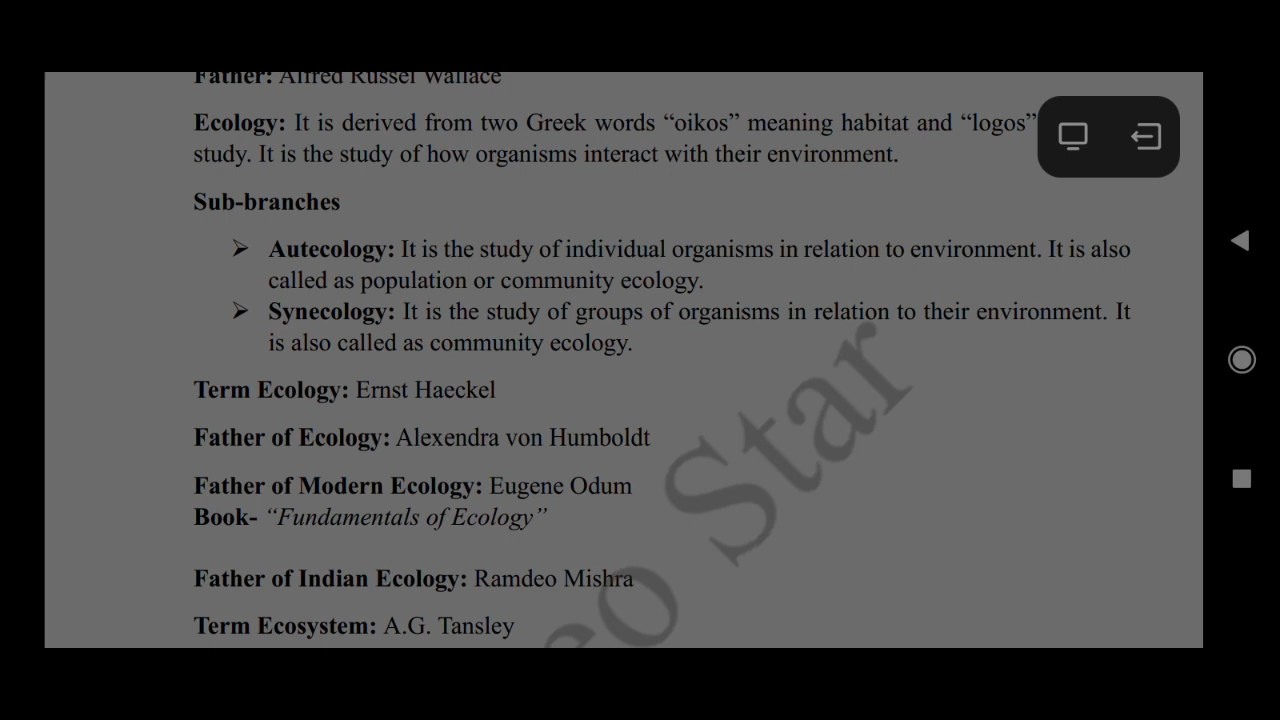 Father: Alfred Russel Wallace
Ecology: It is derived from two Greek words “oikos” meaning habitat and “logos”
study. It is the study of how organisms interact with their environment.
Sub-branches
➢ Autecology: It is the study of individual organisms in relation to environment. It is also
called as population or community ecology.
➢ Synecology: It is the study of groups of organisms in relation to their environment. It
is also called as community ecology.
Term Ecology: Ernst Haeckel
Father of Ecology: Alexendra von Humboldt
Father of Modern Ecology: Eugene Odum
Book- “Fundamentals of Ecology”
Father of Indian Ecology: Ramdeo Mishra
Term Ecosystem: A.G. Tansley
Star